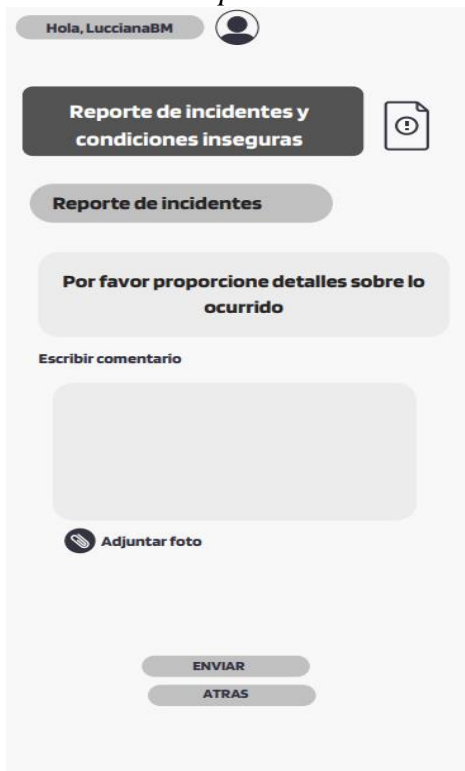 Hola, LuccianaBM
Reporte de incidentes y
condiciones inseguras
Reporte de incidentes
Por favor proporcione detalles sobre lo
ocurrido
Escribir comentario
Adjuntar foto
ENVIAR
ATRAS